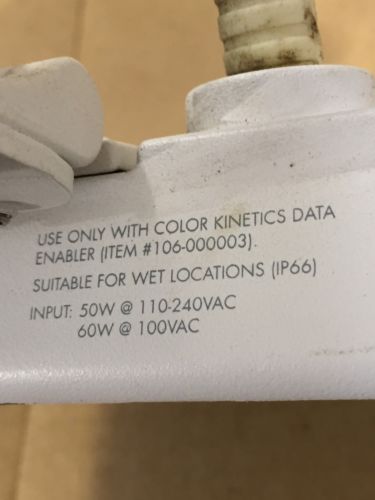 USE ONLY WITH COLOR KINETICS DATA
ENABLER (ITEM #106-000003).
SUITABLE FOR WET LOCATIONS (IP66)
INPUT: 50W @ 110-240VAC
60W @ 100VAC